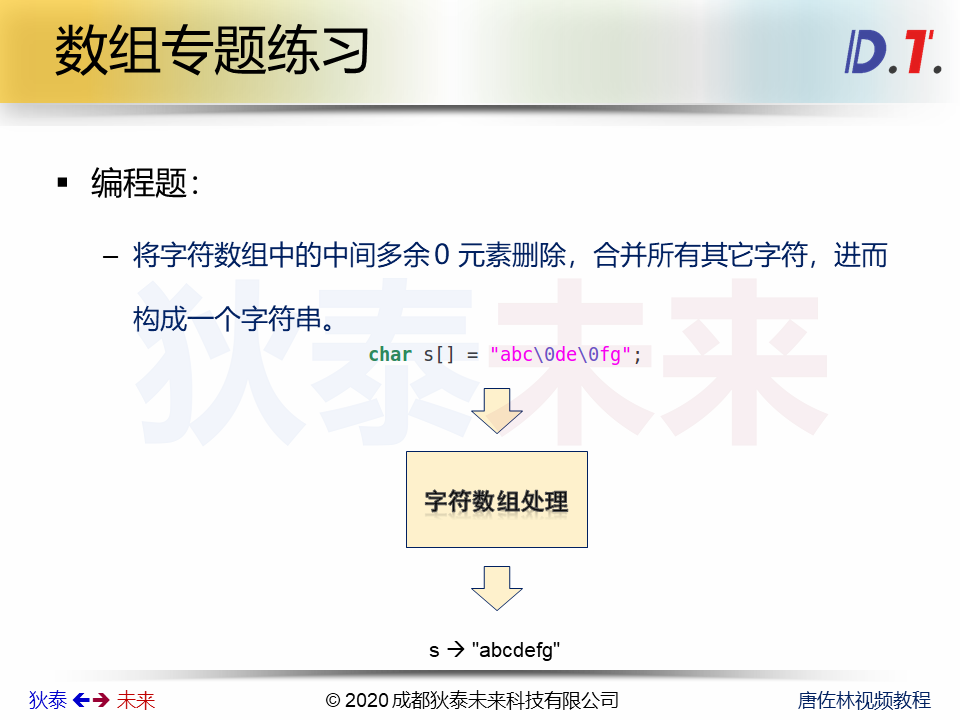 数组专题练习
D.T.
▪ 编程题：
– 将字符数组中的中间多余0 元素删除，合并所有其它字符，进而
构成一个字符串。
狄泰未来
char s[] = "abc\0de\0fg";
字符数组处理
s → "abcdefg"
狄泰 ←→ 未来
© 2020 成都狄泰未来科技有限公司
唐佐林视频教程